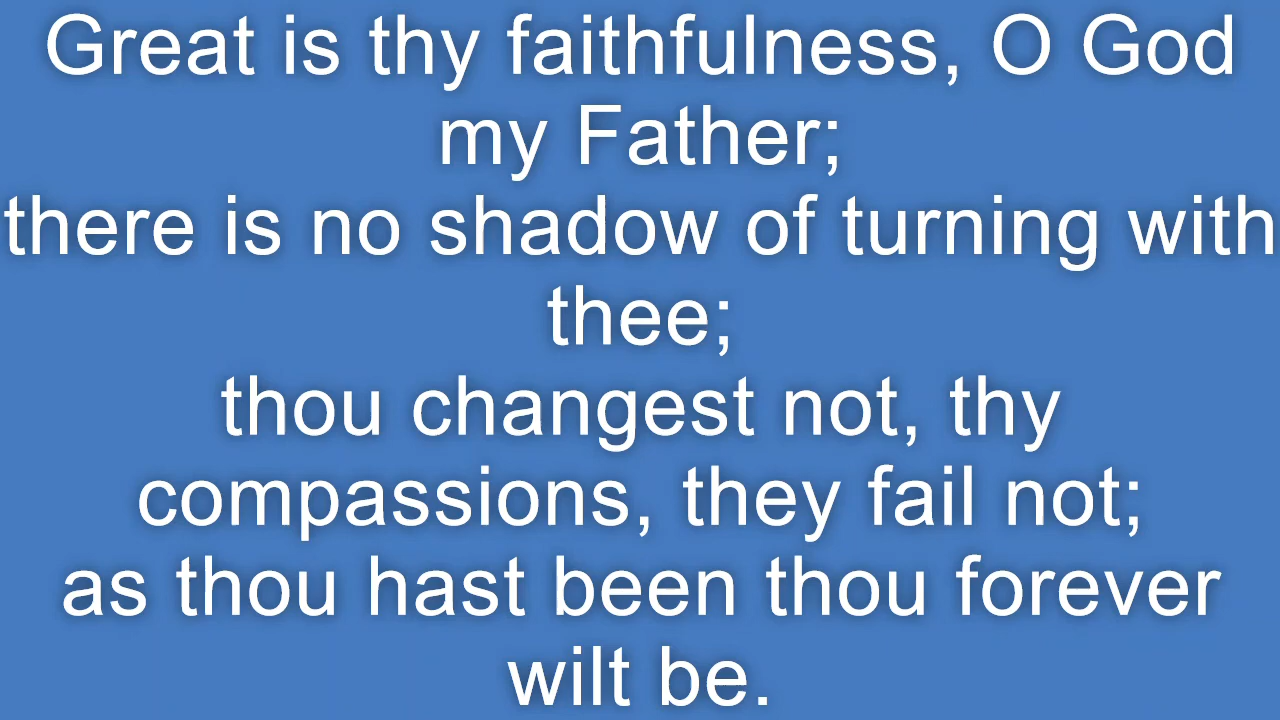 Great is thy faithfulness, O God
my Father;
there is no shadow of turning with
thee;
thou changest not, thy
compassions, they fail not;
as thou hast been thou forever
wilt be.